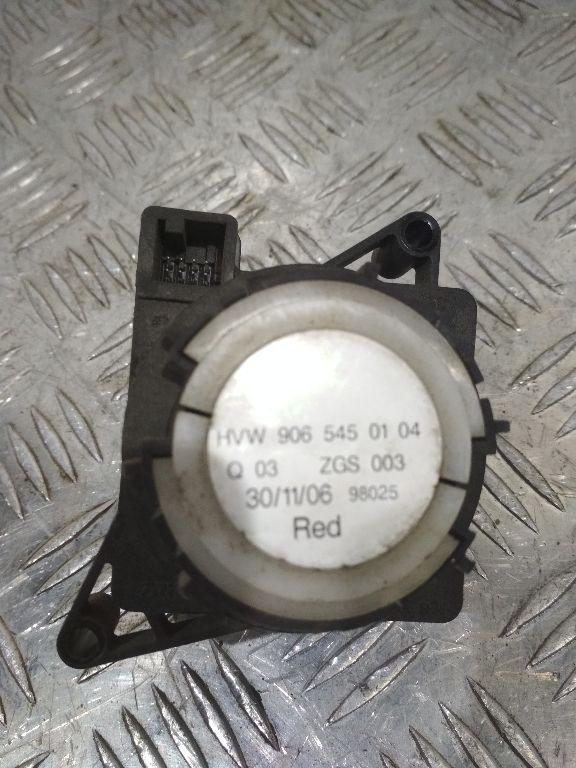 HVW 906 545 01 04
Q 03 ZGS 003
30/11/06 98025
Red